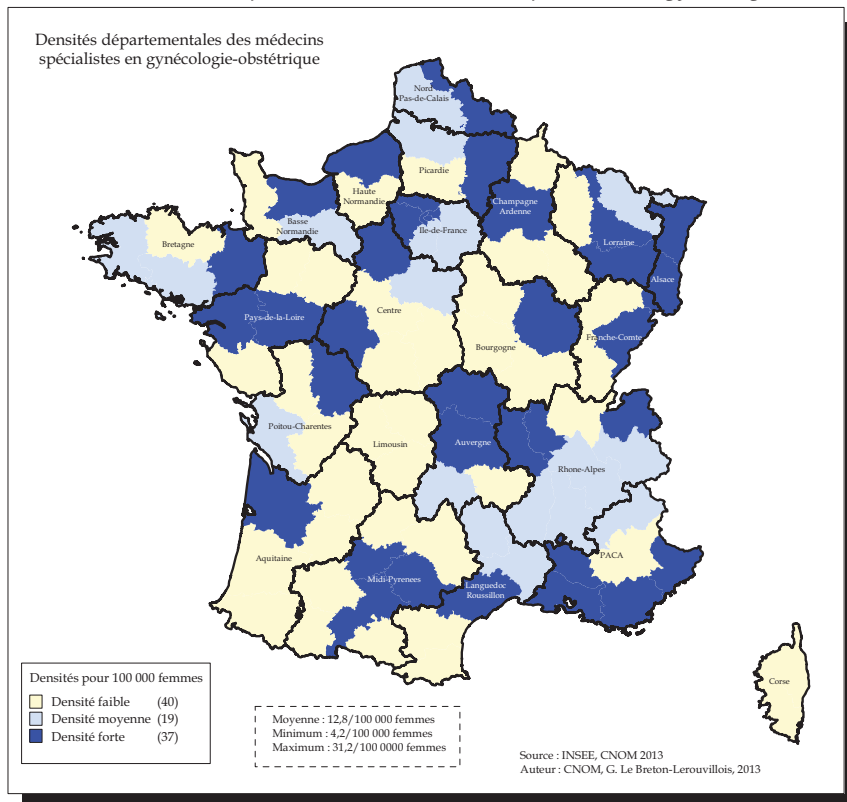 Densités départementales des médecins
spécialistes en gynécologie-obstétrique
Nord
Pas-de-Calais
Picardie
Haute
Normandie
Basse
Normandie
Ile-de-France
Champagne
Ardenne
Lorraine
Alsace
Bretagne
Pays-de-la-Loire
Centre
Bourgogne
Franche-Comte
Poitou-Charentes
Limousin
Auvergne
Rhone-Alpes
Aquitaine
Midi-Pyrenees
Languedoc
Roussillon
PACA
Corse
Densités pour 100 000 femmes
Densité faible (40)
Densité moyenne (19)
Densité forte (37)
Moyenne : 12,8/100 000 femmes
Minimum : 4,2/100 000 femmes
Maximum : 31,2/100 0000 femmes
Source : INSEE, CNOM 2013
Auteur : CNOM, G. Le Breton-Lerouvillois, 2013